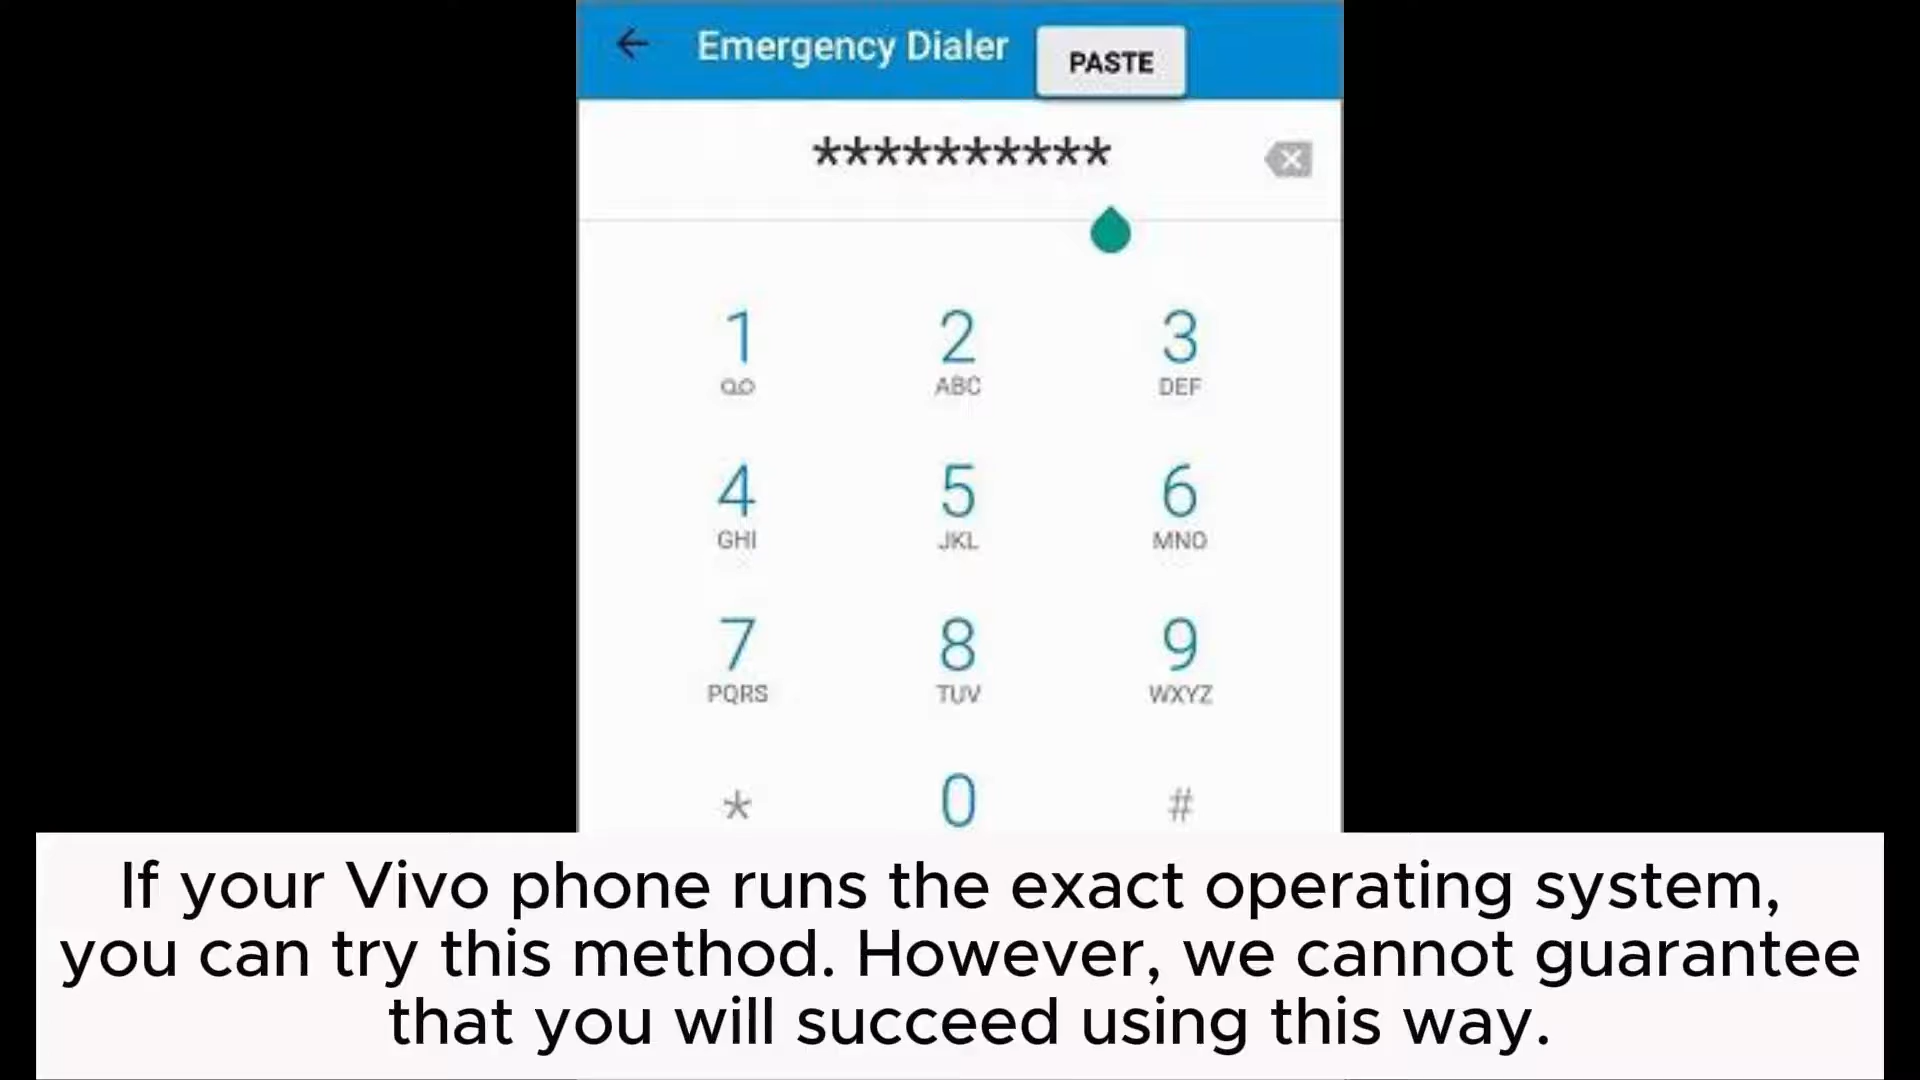 Emergency Dialer
PASTE
**********
1
2
ABC
3
DEF
4
GHI
5
JKL
6
MNO
7
PQRS
8
TUV
9
WXYZ
*
0
#
If your Vivo phone runs the exact operating system,
you can try this method. However, we cannot guarantee
that you will succeed using this way.